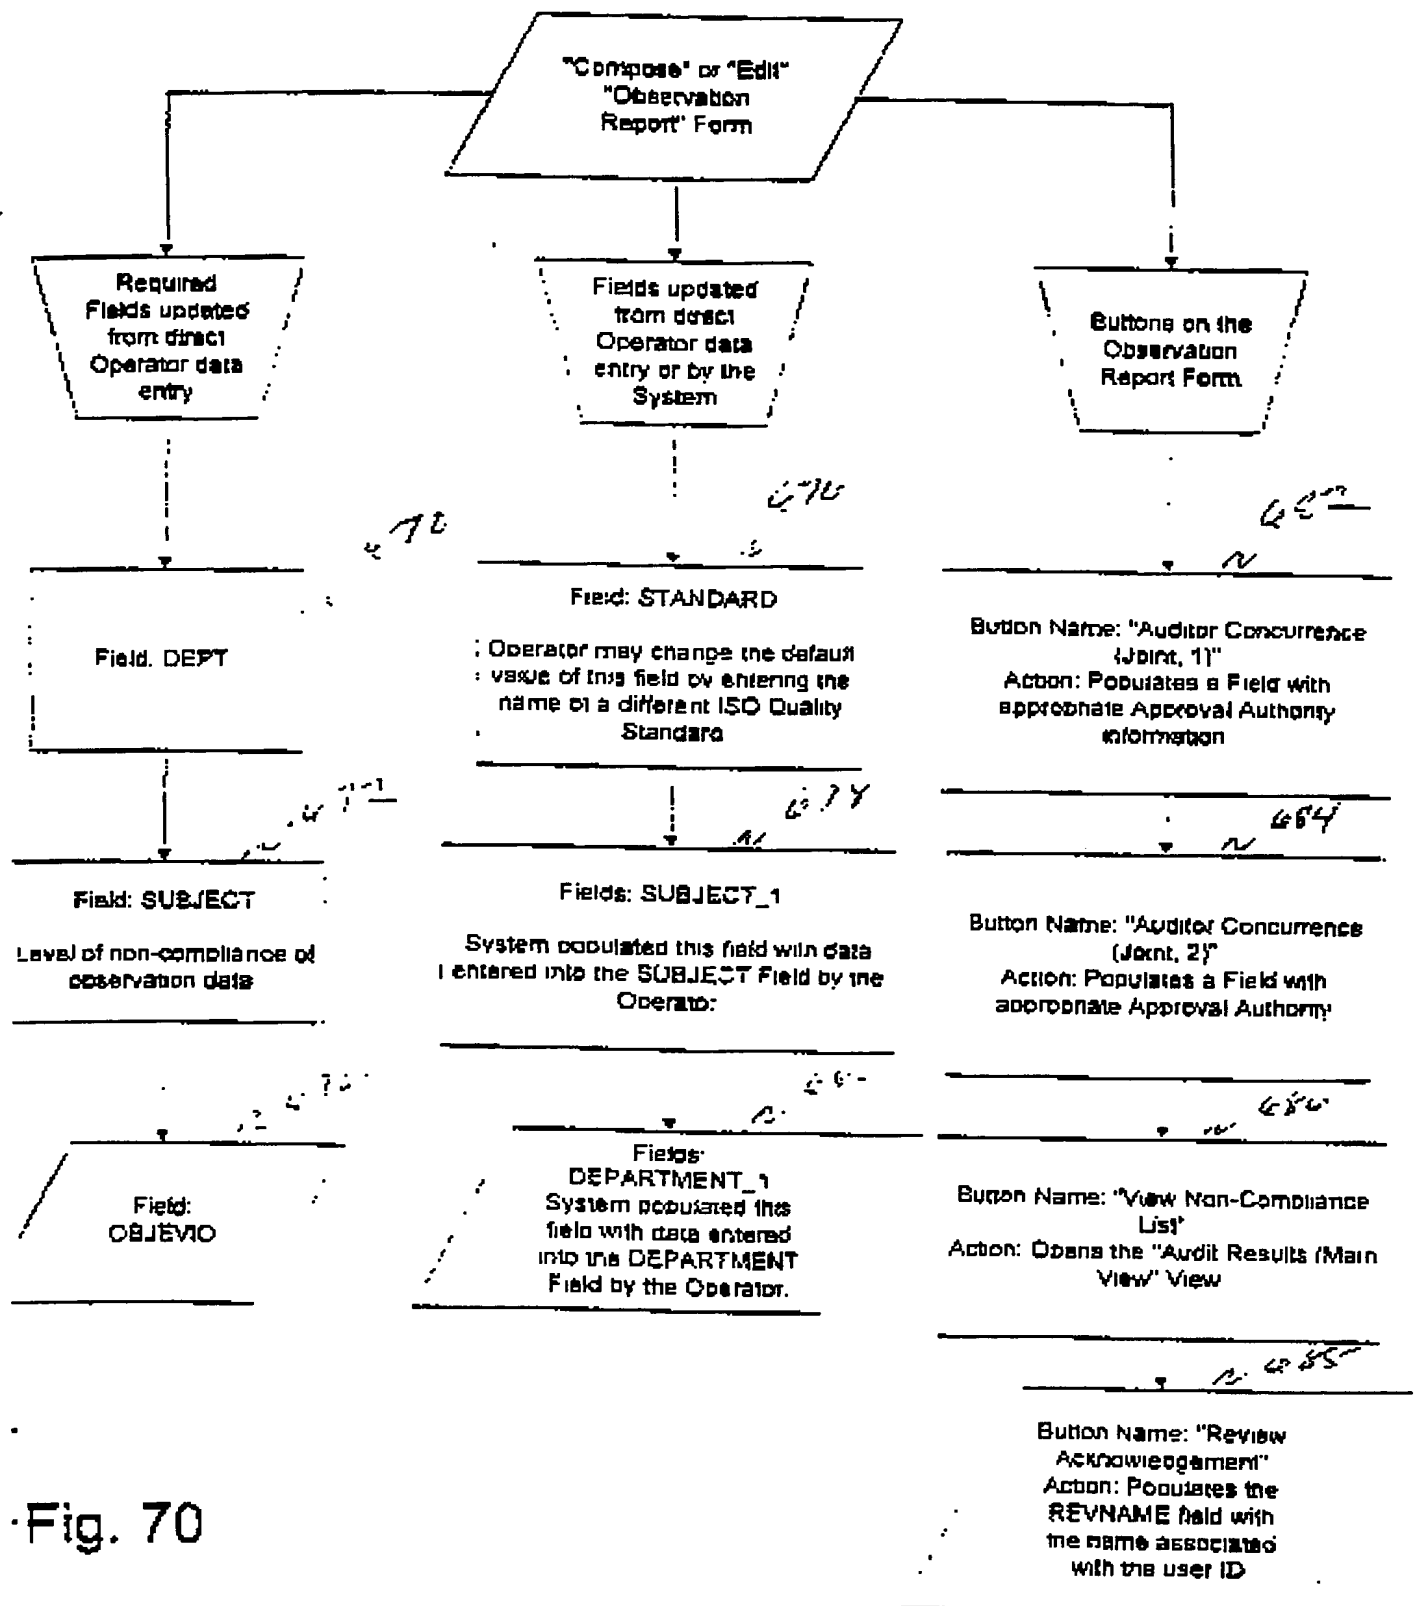 "Compose" or "Edit"
"Observation
Report" Form
Required
Fields updated
from direct
Operator data
entry
Fields updated
from direct
Operator data
entry or by the
System
Buttons on the
Observation
Report Form
Field: DEPT
Field: SUBJECT
Level of non-compliance of
observation data
Field:
OBJEVIO
Field: STANDARD
Operator may change the default
value of this field by entering the
name of a different ISO Quality
Standard
678
Fields: SUBJECT_1
System populated this field with data
entered into the SUBJECT Field by the
Operator.
Fields:
DEPARTMENT_1
System populated this
field with data entered
into the DEPARTMENT
Field by the Operator.
Button Name: "Auditor Concurrence
(Joint, 1)"
Action: Populates a Field with
appropriate Approval Authority
information
684
Button Name: "Auditor Concurrence
(Joint, 2)"
Action: Populates a Field with
appropriate Approval Authority
Button Name: "View Non-Compliance
List"
Action: Opens the "Audit Results (Main
View" View
Button Name: "Review
Acknowledgement"
Action: Populates the
REVNAME field with
the name associated
with the user ID
Fig. 70